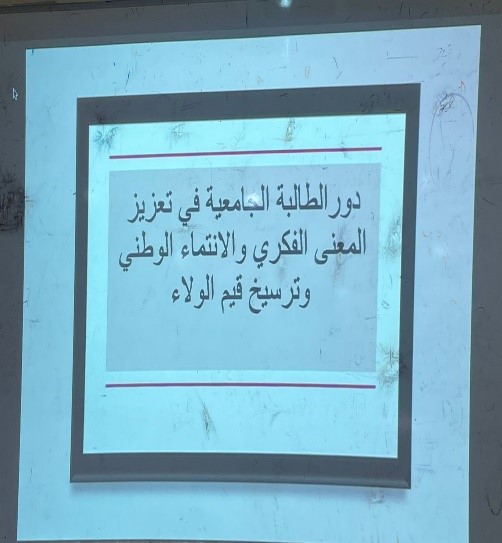 دور الطالبة الجامعية في تعزيز
المعنى الفكري والانتماء الوطني
وترسيخ قيم الولاء